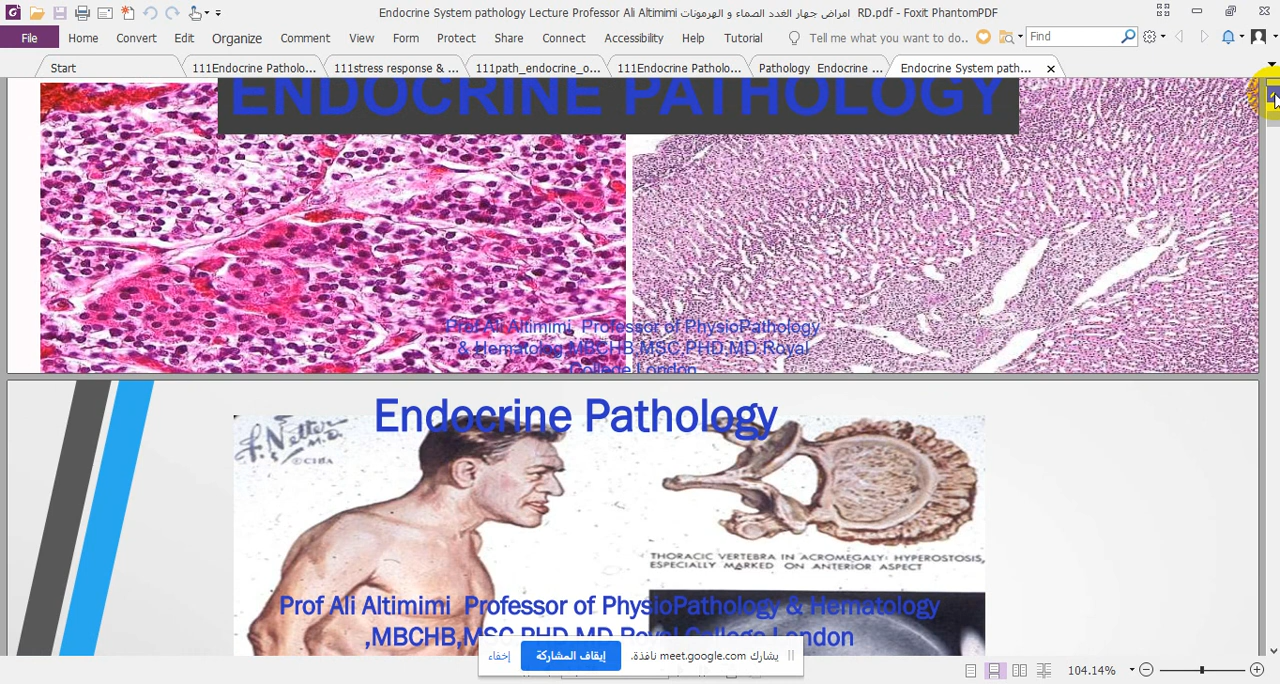 Endocrine System pathology Lecture Professor Ali Altimimi امراض جهار الغدد الصماء و الهرمونات RD.pdf - Foxit PhantomPDF
File Home Convert Edit Organize Comment View Form Protect Share Connect Accessibility Help Tutorial Tell me what you want to do.. Find
Start 111Endocrine Patholo... 111stress response & ... 111path_endocrine_o... 111Endocrine Patholo... Pathology Endocrine ... Endocrine System path...
ENDOCRINE PATHOLOGY
Prof Ali Altimimi Professor of PhysioPathology
& Hematolog,MBCHB,MSC,PHD,MD,Royal
College London
Endocrine Pathology
F. Netter
M.D.
©CIBA
THORACIC VERTEBRA IN ACROMEGALY: HYPEROSTOSIS,
ESPECIALLY MARKED ON ANTERIOR ASPECT
Prof Ali Altimimi Professor of PhysioPathology & Hematology
,MBCHB,MSC,PHD,MD,Royal College London
يشارك meet.google.com نافذة. إيقاف المشاركة إخفاء
104.14%